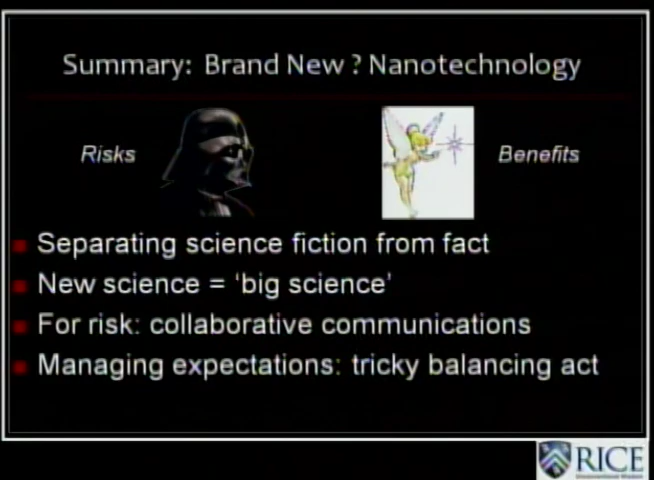 Summary: Brand New ? Nanotechnology
Risks
Benefits
Separating science fiction from fact
New science = 'big science'
For risk: collaborative communications
Managing expectations: tricky balancing act
RICE